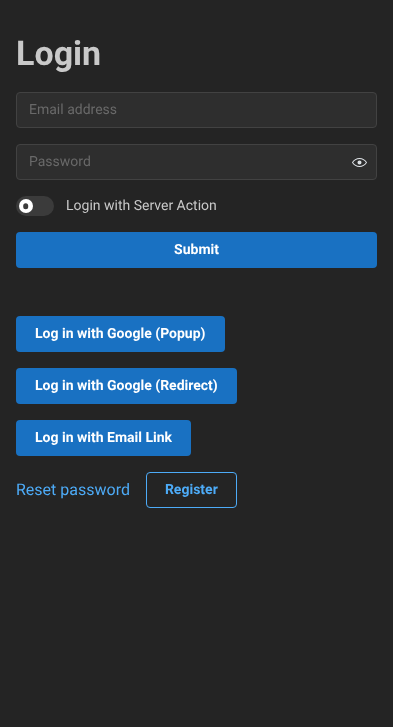 Login
Email address
Password
Login with Server Action
Submit
Log in with Google (Popup)
Log in with Google (Redirect)
Log in with Email Link
Reset password Register